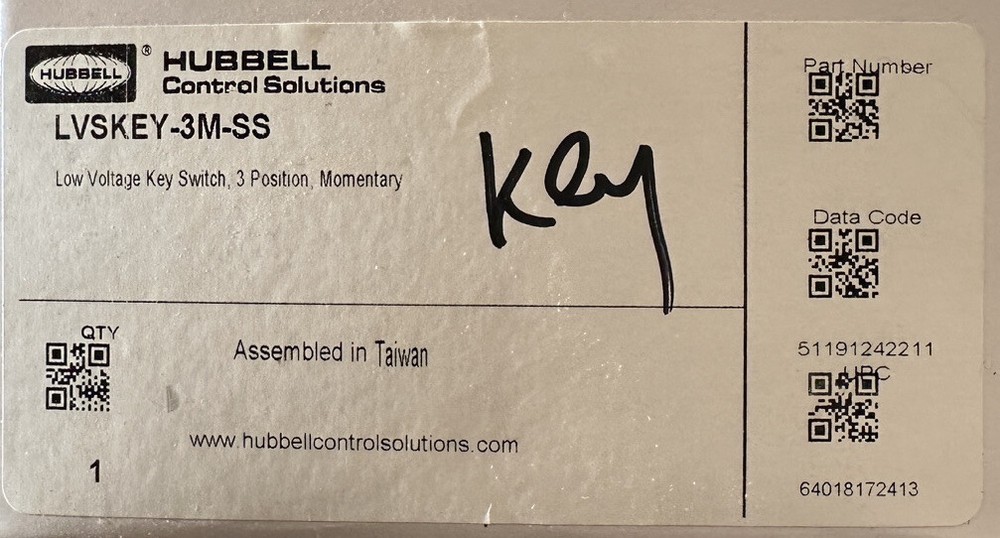 HUBBELL ® HUBBELL
Control Solutions
LVSKEY-3M-SS
Low Voltage Key Switch, 3 Position, Momentary
Key
QTY
1
Assembled in Taiwan
www.hubbellcontrolsolutions.com
Part Number
Data Code
51191242211
UPC
64018172413